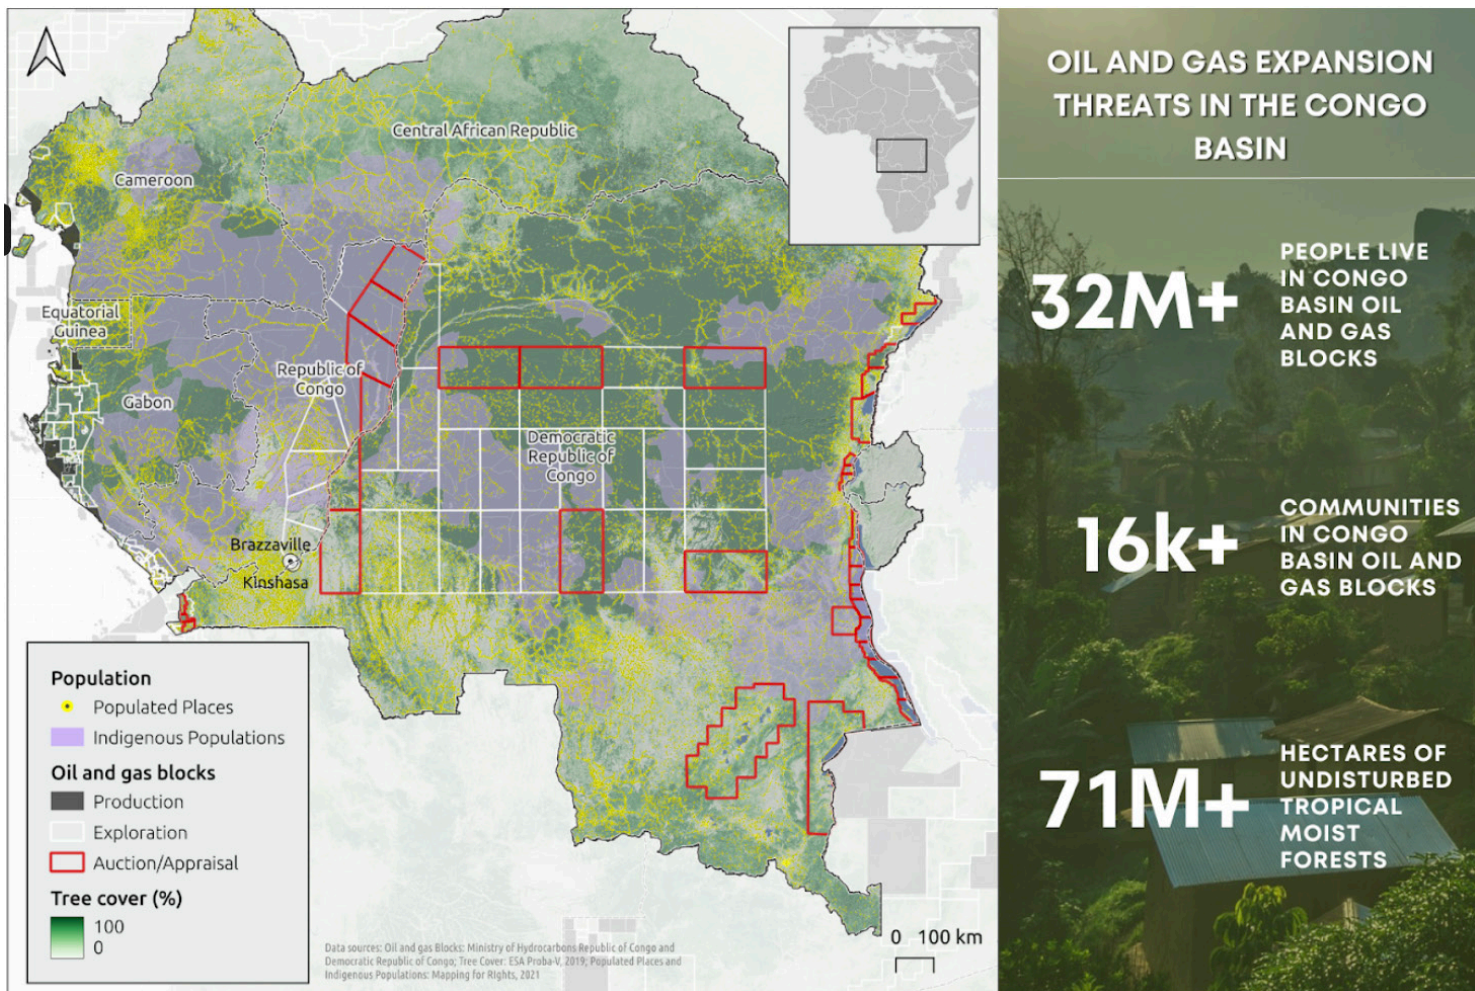 Central African Republic
Cameroon
Equatorial
Guinea
Republic of
Congo
Gabon
Democratic
Republic of
Congo
Brazzaville
Kinshasa
Population
Populated Places
Indigenous Populations
Oil and gas blocks
Production
Exploration
Auction/Appraisal
Tree cover (%)
100
0
Data sources: Oil and gas Blocks: Ministry of Hydrocarbons Republic of Congo and
Democratic Republic of Congo; Tree Cover: ESA Proba-V, 2019; Populated Places and
Indigenous Populations: Mapping for Rights, 2021
0 100 km
OIL AND GAS EXPANSION
THREATS IN THE CONGO
BASIN
32M+
PEOPLE LIVE
IN CONGO
BASIN OIL
AND GAS
BLOCKS
16k+
COMMUNITIES
IN CONGO
BASIN OIL AND
GAS BLOCKS
71M+
HECTARES OF
UNDISTURBED
TROPICAL
MOIST
FORESTS